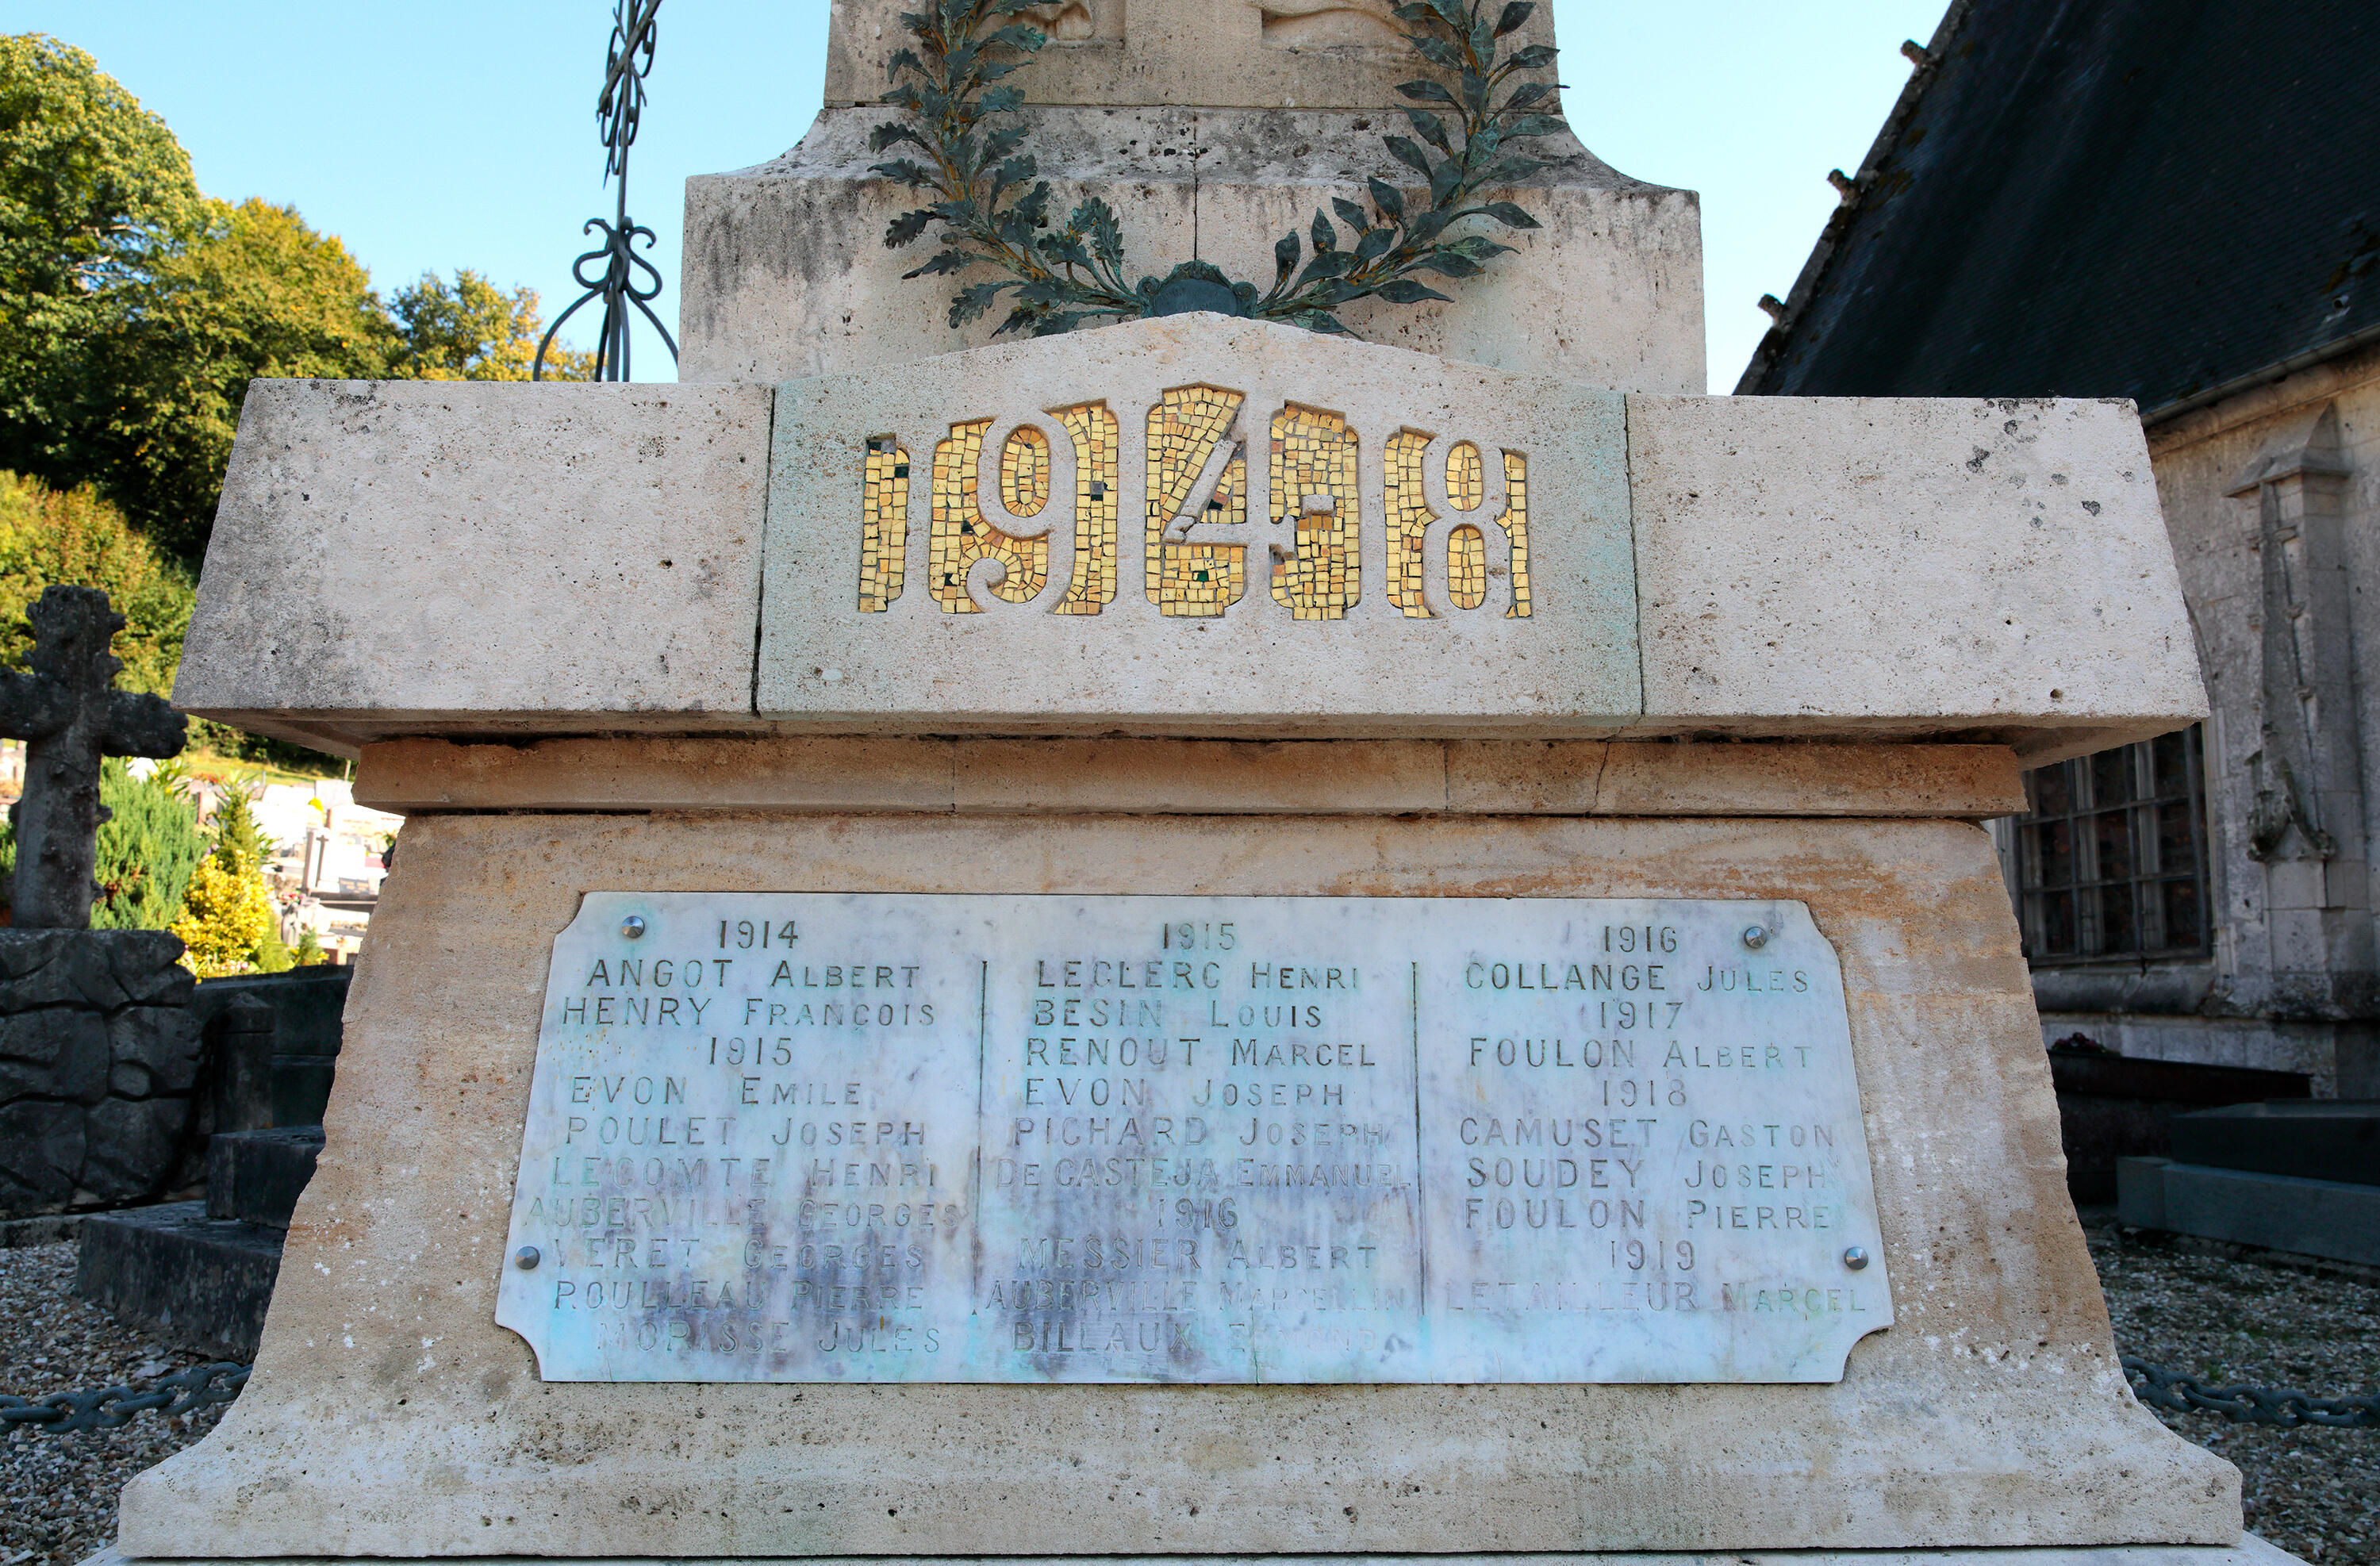 1914-18
1914
ANGOT ALBERT
HENRY FRANCOIS
1915
EVON EMILE
POULET JOSEPH
LECOMTE HENRI
AUBERVILLE GEORGES
VERET GEORGES
ROULLEAU PIERRE
MORISSE JULES
1915
LECLERC HENRI
BESIN LOUIS
RENOUT MARCEL
EVON JOSEPH
PICHARD JOSEPH
DE CASTEJA EMMANUEL
1916
MESSIER ALBERT
AUBERVILLE MARCELLIN
BILLAUX
1916
COLLANGE JULES
1917
FOULON ALBERT
1918
CAMUSET GASTON
SOUDEY JOSEPH
FOULON PIERRE
1919
LETAILLEUR MARCEL